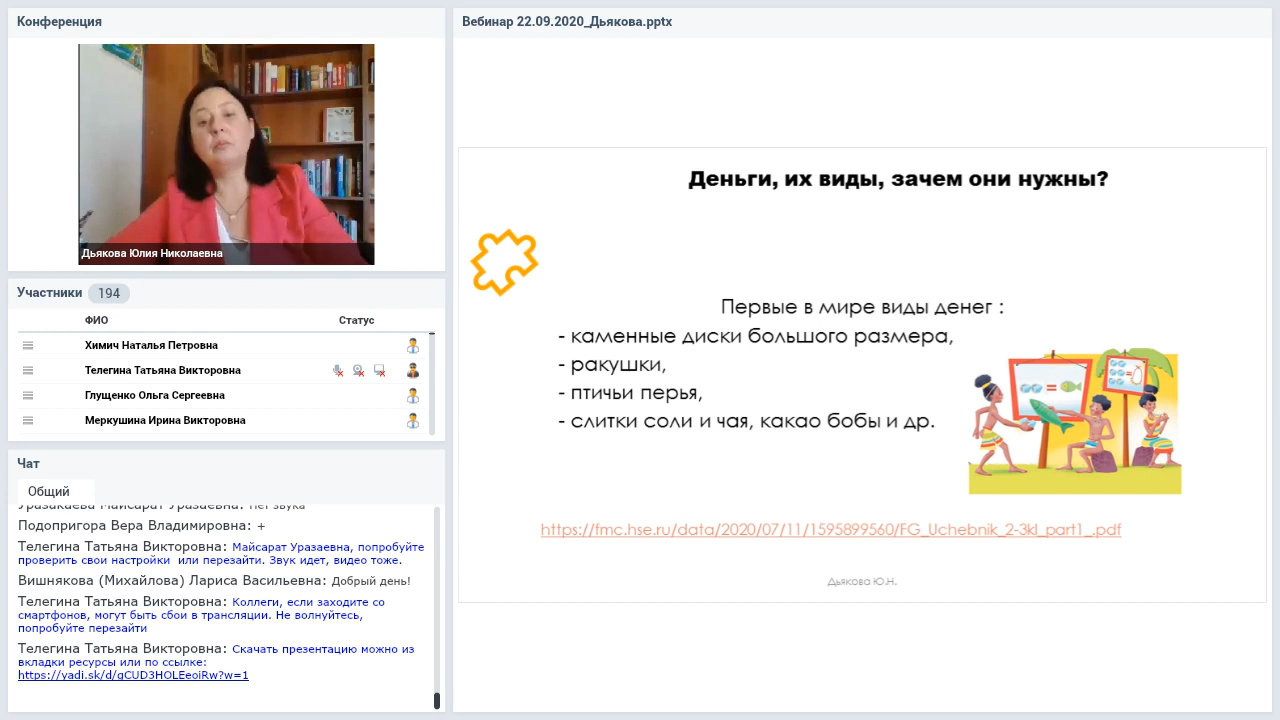 Конференция
Дьякова Юлия Николаевна
Участники 194
ФИО Статус
Химич Наталья Петровна
Телегина Татьяна Викторовна
Глущенко Ольга Сергеевна
Меркушина Ирина Викторовна
Чат
Общий
Уразакаева Майсарат Уразаевна: Нет звука
Подопригора Вера Владимировна: +
Телегина Татьяна Викторовна: Майсарат Уразаевна, попробуйте
проверить свои настройки или перезайти. Звук идет, видео тоже.
Вишнякова (Михайлова) Лариса Васильевна: Добрый день!
Телегина Татьяна Викторовна: Коллеги, если заходите со
смартфонов, могут быть сбои в трансляции. Не волнуйтесь,
попробуйте перезайти
Телегина Татьяна Викторовна: Скачать презентацию можно из
вкладки ресурсы или по ссылке:
https://yadi.sk/d/gCUD3HOLEeoiRw?w=1
Вебинар 22.09.2020_Дьякова.pptx
Деньги, их виды, зачем они нужны?
Первые в мире виды денег :
- каменные диски большого размера,
- ракушки,
- птичьи перья,
- слитки соли и чая, какао бобы и др.
https://fmc.hse.ru/data/2020/07/11/1595899560/FG_Uchebnik_2-3kl_part1_.pdf
Дьякова Ю.Н.